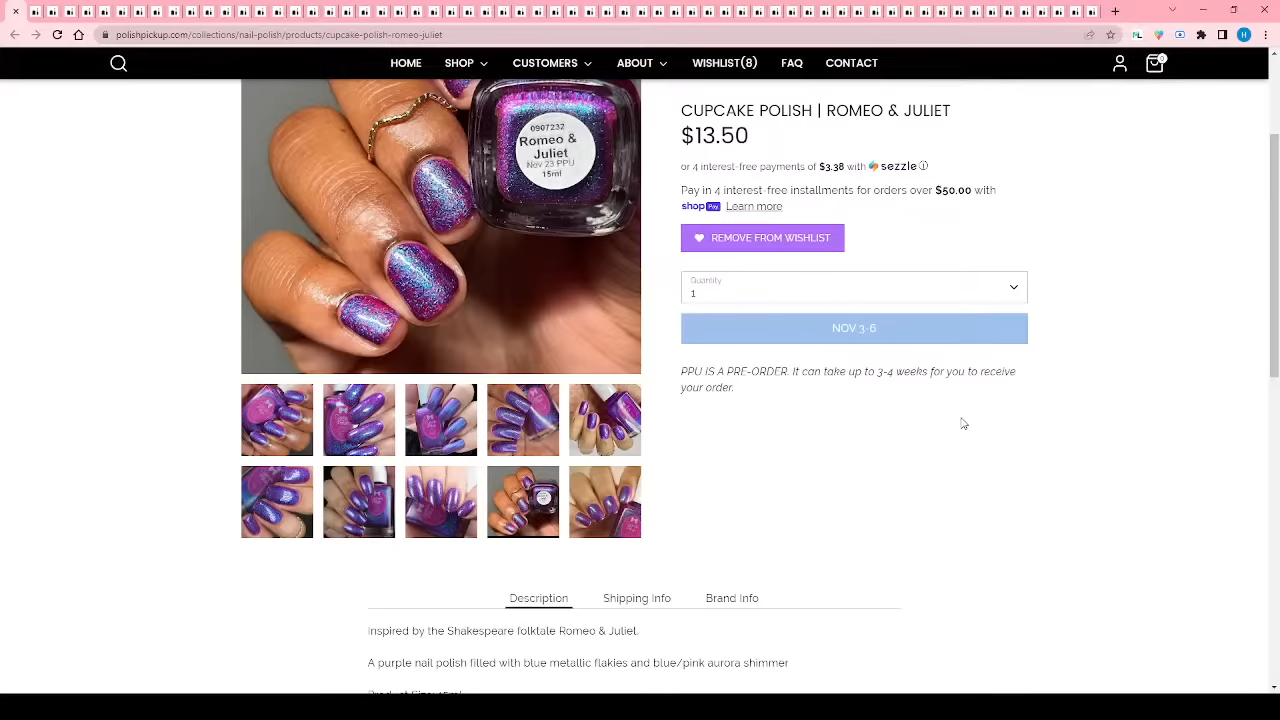 polishpickup.com/collections/nail-polish/products/cupcake-polish-romeo-juliet
HOME
SHOP
CUSTOMERS
ABOUT
WISHLIST(8)
FAQ
CONTACT
0
0907232
Romeo &
Juliet
Nov 23 PPU
15ml
CUPCAKE POLISH | ROMEO & JULIET
$13.50
or 4 interest-free payments of $3.38 with sezzle
Pay in 4 interest-free installments for orders over $50.00 with
shop Pay Learn more
REMOVE FROM WISHLIST
Quantity
1
NOV 3-6
PPU IS A PRE-ORDER. It can take up to 3-4 weeks for you to receive
your order.
Description
Shipping Info
Brand Info
Inspired by the Shakespeare folktale Romeo & Juliet.
A purple nail polish filled with blue metallic flakies and blue/pink aurora shimmer